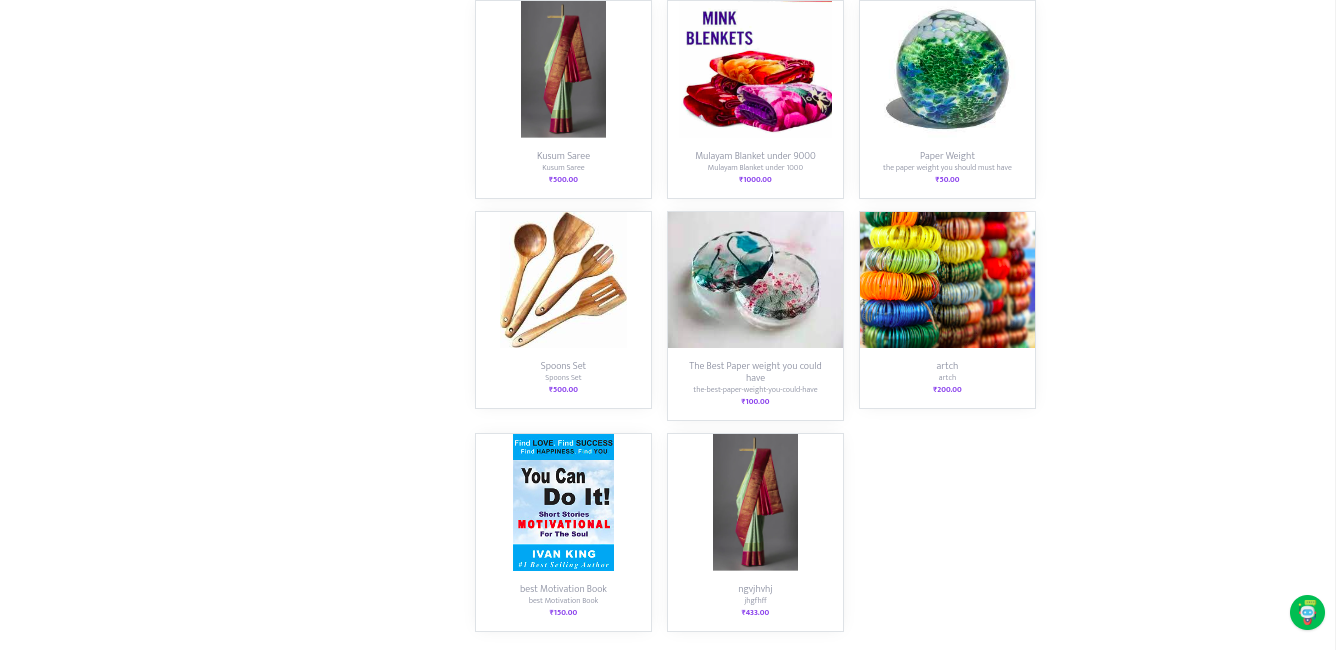 MINK
BLENKETS
Kusum Saree
Kusum Saree
₹500.00
Mulayam Blanket under 9000
Mulayam Blanket under 1000
₹1000.00
Paper Weight
the paper weight you should must have
₹50.00
Spoons Set
Spoons Set
₹500.00
The Best Paper weight you could
have
the-best-paper-weight-you-could-have
₹100.00
artch
artch
₹200.00
Find LOVE, Find SUCCESS
Find HAPPINESS, Find YOU
You Can
Do It!
Short Stories
MOTIVATIONAL
For The Soul
IVAN KING
#1 Best Selling Author
best Motivation Book
best Motivation Book
₹150.00
ngvjhvhj
jhgfhff
₹433.00